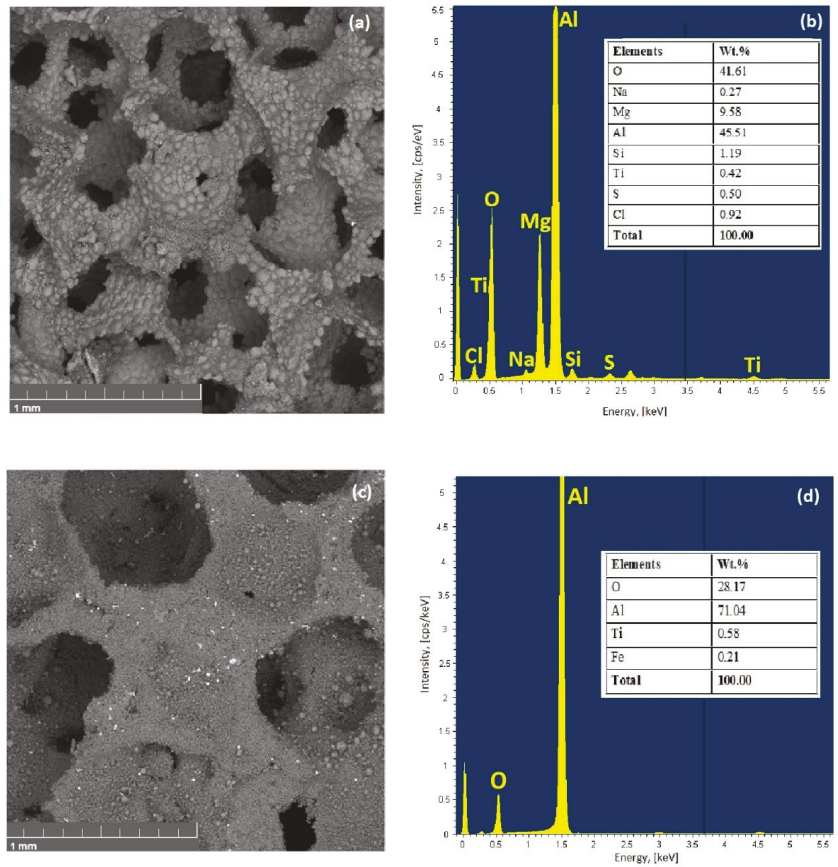 (a)
1 mm
(b)
Intensity, [cps/eV]
5.5
5
4.5
4
3.5
3
2.5
2
1.5
1
0.5
0
Al
O
Mg
Ti
Cl
Na
Si
S
Ti
Elements Wt.%
O 41.61
Na 0.27
Mg 9.58
Al 45.51
Si 1.19
Ti 0.42
S 0.50
Cl 0.92
Total 100.00
0 0.5 1 1.5 2 2.5 3 3.5 4 4.5 5 5.5
Energy, [keV]
(c)
1 mm
(d)
Intensity, [cps/keV]
5
4.5
4
3.5
3
2.5
2
1.5
1
0.5
0
Al
O
Elements Wt.%
O 28.17
Al 71.04
Ti 0.58
Fe 0.21
Total 100.00
0 0.5 1 1.5 2 2.5 3 3.5 4 4.5 5 5.5
Energy, [keV]